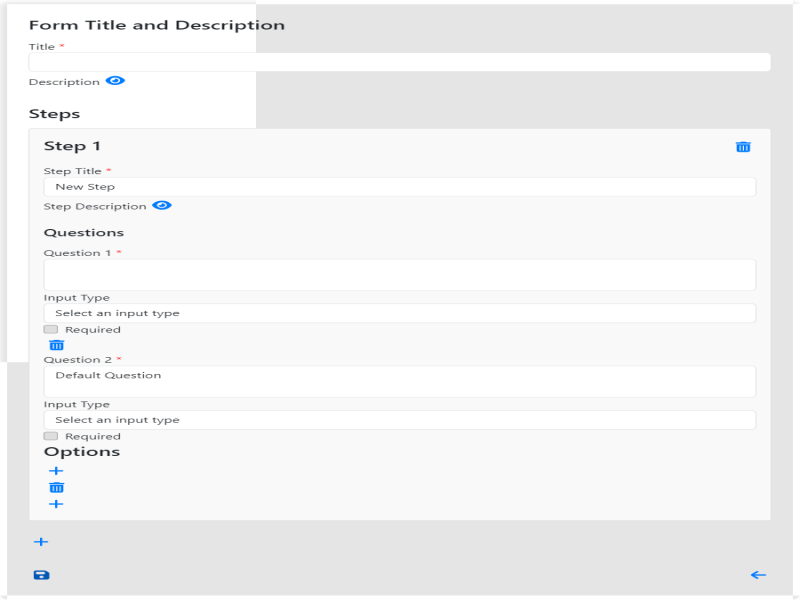 Form Title and Description
Title *
Description
Steps
Step 1
Step Title *
New Step
Step Description
Questions
Question 1 *
Input Type
Select an input type
Required
Question 2 *
Default Question
Input Type
Select an input type
Required
Options